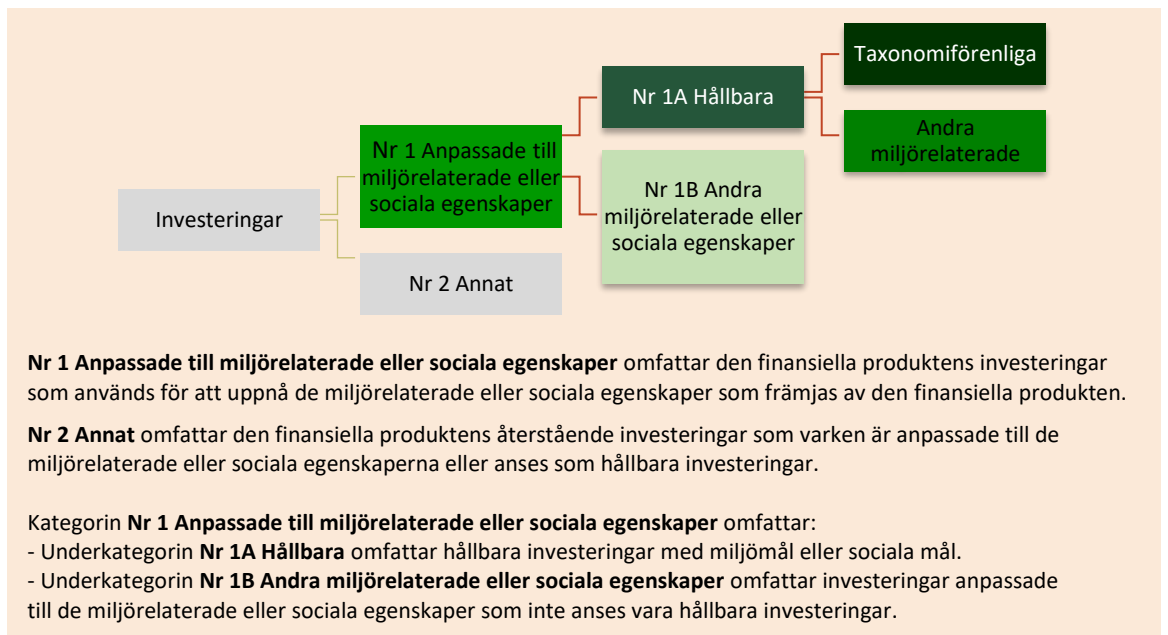 Taxonomiförenliga
Nr 1A Hållbara
Andra
miljörelaterade
Nr 1 Anpassade till
miljörelaterade eller
sociala egenskaper
Nr 1B Andra
miljörelaterade eller
sociala egenskaper
Investeringar
Nr 2 Annat
Nr 1 Anpassade till miljörelaterade eller sociala egenskaper omfattar den finansiella produktens investeringar
som används för att uppnå de miljörelaterade eller sociala egenskaper som främjas av den finansiella produkten.
Nr 2 Annat omfattar den finansiella produktens återstående investeringar som varken är anpassade till de
miljörelaterade eller sociala egenskaperna eller anses som hållbara investeringar.
Kategorin Nr 1 Anpassade till miljörelaterade eller sociala egenskaper omfattar:
- Underkategorin Nr 1A Hållbara omfattar hållbara investeringar med miljömål eller sociala mål.
- Underkategorin Nr 1B Andra miljörelaterade eller sociala egenskaper omfattar investeringar anpassade
till de miljörelaterade eller sociala egenskaper som inte anses vara hållbara investeringar.